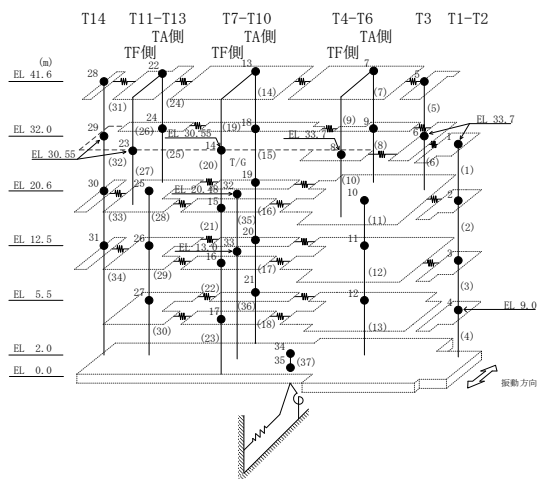 T14 T11-T13 T7-T10 T4-T6 T3 T1-T2
TA側 TA側 TA側
TF側 TF側
(m)
EL 41.6 28 22 13 7 5
(31) (24) (14) (7) (5)
EL 32.0 29 24 (26) EL 30.55 (19) 18 EL 33.7 (9) 9 6 EL 33.7 1
23 14 8 (8) (6)
EL 30.55 (32) (25) (20) T/G (15) (10) (1)
(27)
EL 20.6 30 25 EL 20.48 32 19 10 2
15
(33) (28) (35) (16) (11) (2)
(21)
EL 12.5 31 26 EL 13.0 33 20 11 3
16
(34) (29) (17) (12) (3)
EL 5.5 27 (22) (36) 21 12 4 EL 9.0
17
(30) (23) (18) (13) (4)
EL 2.0 34
EL 0.0 35 (37)
振動方向